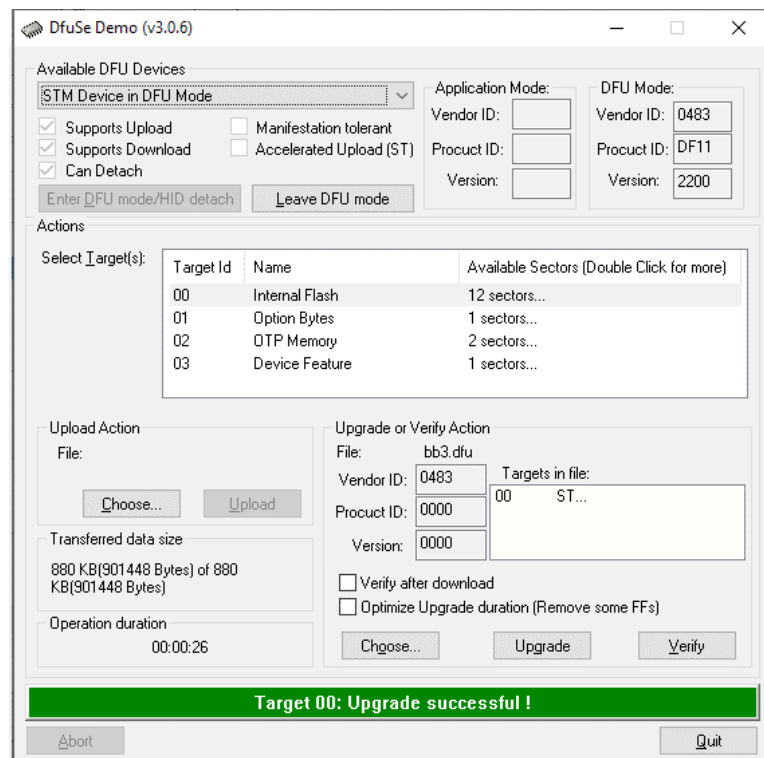 DfuSe Demo (v3.0.6)
Available DFU Devices
STM Device in DFU Mode
Supports Upload
Manifestation tolerant
Supports Download
Accelerated Upload (ST)
Can Detach
Enter DFU mode/HID detach
Leave DFU mode
Application Mode:
Vendor ID:
Procuct ID:
Version:
DFU Mode:
Vendor ID: 0483
Procuct ID: DF11
Version: 2200
Actions
Select Target(s):
Target Id Name Available Sectors (Double Click for more)
00 Internal Flash 12 sectors...
01 Option Bytes 1 sectors...
02 OTP Memory 2 sectors...
03 Device Feature 1 sectors...
Upload Action
File:
Choose... Upload
Transferred data size
880 KB(901448 Bytes) of 880
KB(901448 Bytes)
Operation duration
00:00:26
Upgrade or Verify Action
File: bb3.dfu
Vendor ID: 0483
Procuct ID: 0000
Version: 0000
Targets in file:
00 ST...
Verify after download
Optimize Upgrade duration (Remove some FFs)
Choose... Upgrade Verify
Target 00: Upgrade successful !
Abort Quit